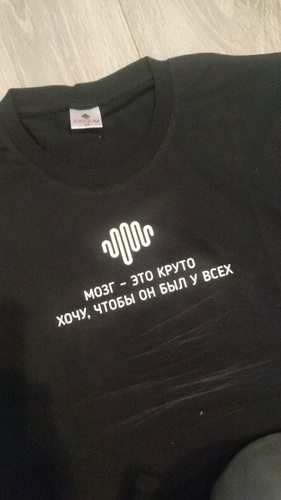 МОЗГ - ЭТО КРУТО
ХОЧУ, ЧТОБЫ ОН БЫЛ У ВСЕХ